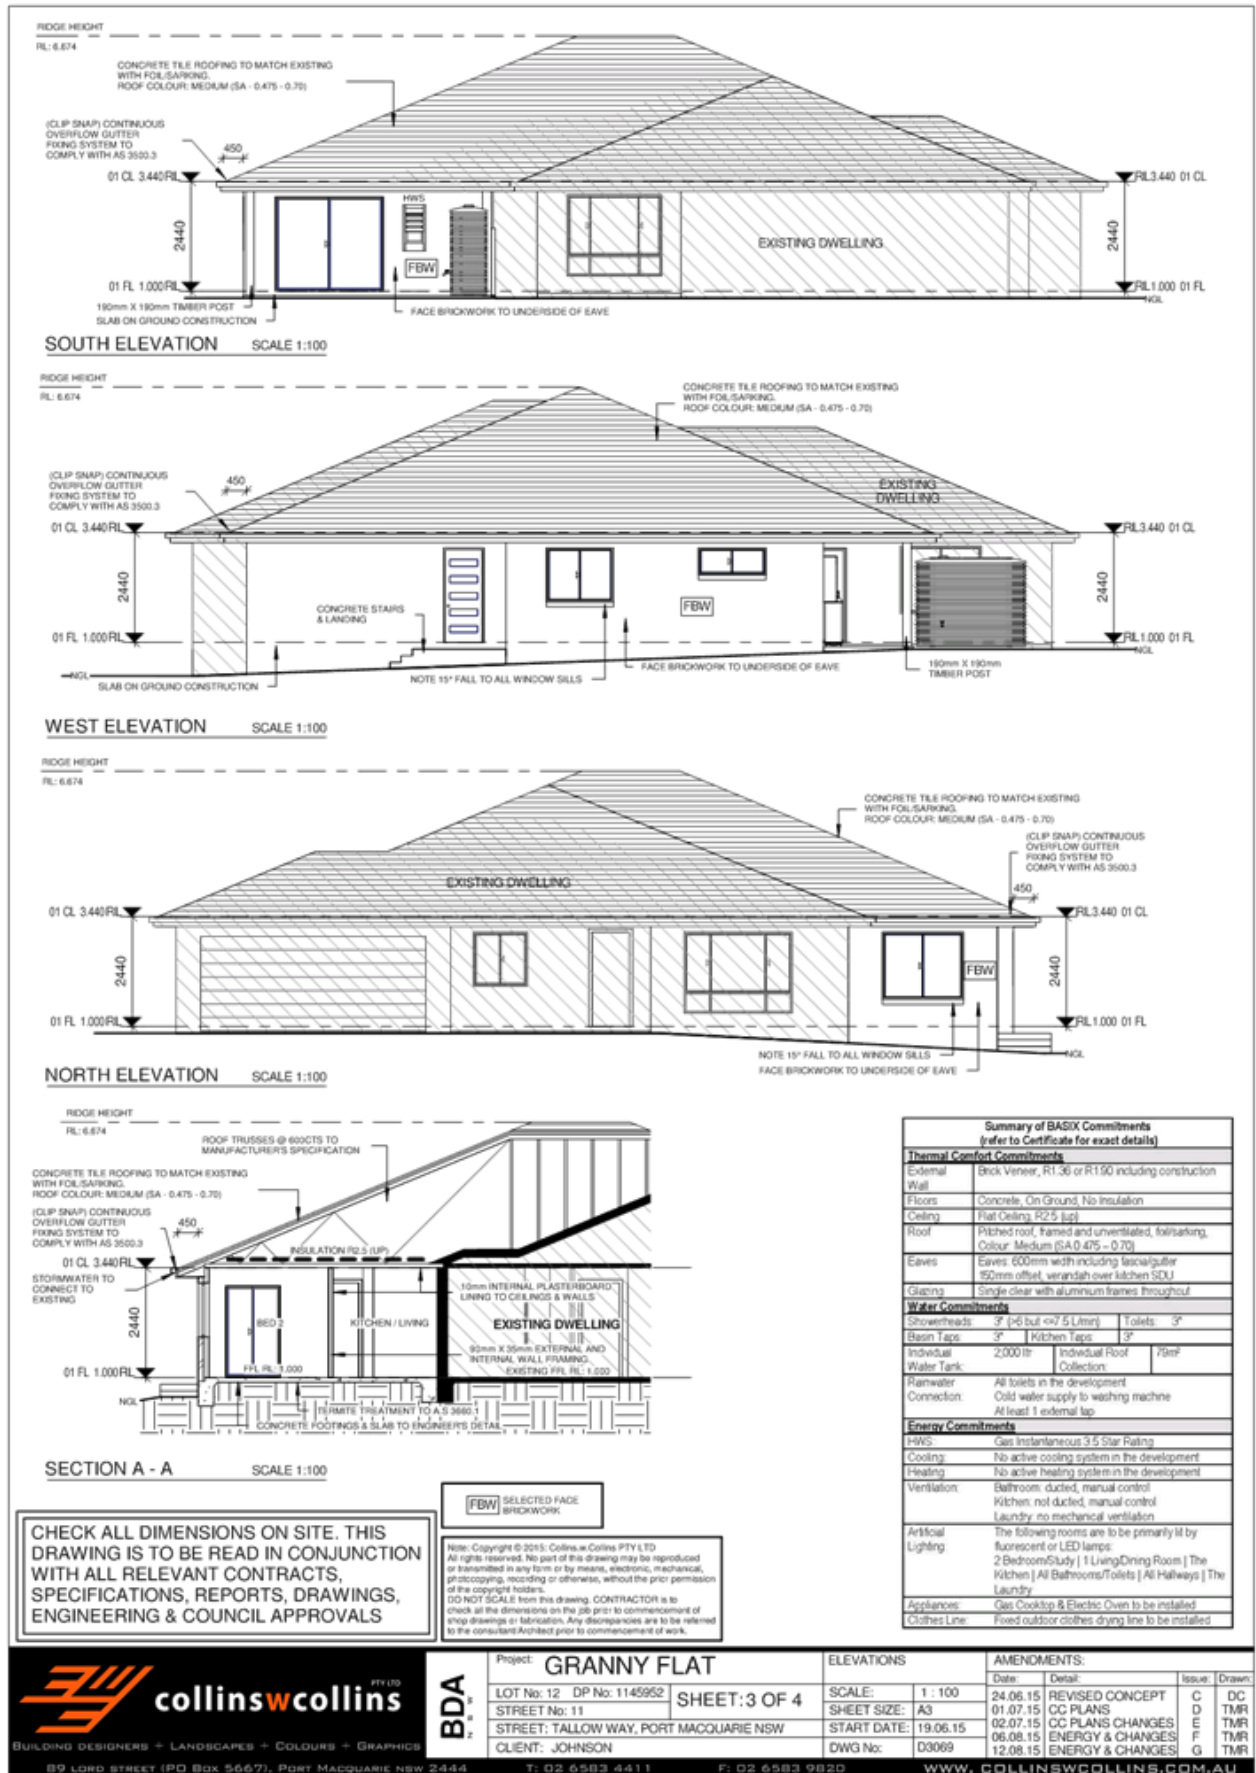 RIDGE HEIGHT
RL: 6.674
CONCRETE TILE ROOFING TO MATCH EXISTING
WITH FOIL/SARKING.
ROOF COLOUR: MEDIUM (SA - 0.475 - 0.70)
(CLIP SNAP) CONTINUOUS
OVERFLOW GUTTER
FIXING SYSTEM TO
COMPLY WITH AS 3500.3
450
01 CL 3.440RL
RL3.440 01 CL
HWS
2440
FBW
EXISTING DWELLING
2440
01 FL 1.000RL
RL1.000 01 FL
NGL
190mm X 190mm TIMBER POST
SLAB ON GROUND CONSTRUCTION
FACE BRICKWORK TO UNDERSIDE OF EAVE
SOUTH ELEVATION SCALE 1:100
RIDGE HEIGHT
RL: 6.674
CONCRETE TILE ROOFING TO MATCH EXISTING
WITH FOIL/SARKING.
ROOF COLOUR: MEDIUM (SA - 0.475 - 0.70)
(CLIP SNAP) CONTINUOUS
OVERFLOW GUTTER
FIXING SYSTEM TO
COMPLY WITH AS 3500.3
450
EXISTING
DWELLING
01 CL 3.440RL
RL3.440 01 CL
2440
2440
CONCRETE STAIRS
& LANDING
FBW
01 FL 1.000RL
RL1.000 01 FL
NGL
NGL
SLAB ON GROUND CONSTRUCTION
NOTE 15° FALL TO ALL WINDOW SILLS
FACE BRICKWORK TO UNDERSIDE OF EAVE
190mm X 190mm
TIMBER POST
WEST ELEVATION SCALE 1:100
RIDGE HEIGHT
RL: 6.674
CONCRETE TILE ROOFING TO MATCH EXISTING
WITH FOIL/SARKING.
ROOF COLOUR: MEDIUM (SA - 0.475 - 0.70)
(CLIP SNAP) CONTINUOUS
OVERFLOW GUTTER
FIXING SYSTEM TO
COMPLY WITH AS 3500.3
450
EXISTING DWELLING
01 CL 3.440RL
RL3.440 01 CL
2440
FBW
2440
01 FL 1.000RL
RL1.000 01 FL
NGL
NOTE 15° FALL TO ALL WINDOW SILLS
FACE BRICKWORK TO UNDERSIDE OF EAVE
NORTH ELEVATION SCALE 1:100
RIDGE HEIGHT
RL: 6.674
ROOF TRUSSES @ 600CTS TO
MANUFACTURER'S SPECIFICATION
CONCRETE TILE ROOFING TO MATCH EXISTING
WITH FOIL/SARKING.
ROOF COLOUR: MEDIUM (SA - 0.475 - 0.70)
(CLIP SNAP) CONTINUOUS
OVERFLOW GUTTER
FIXING SYSTEM TO
COMPLY WITH AS 3500.3
450
INSULATION R2.5 (UP)
01 CL 3.440RL
STORMWATER TO
CONNECT TO
EXISTING
10mm INTERNAL PLASTERBOARD
LINING TO CEILINGS & WALLS
2440
BED 2
KITCHEN / LIVING
EXISTING DWELLING
90mm X 35mm EXTERNAL AND
INTERNAL WALL FRAMING.
FFL RL: 1.000
EXISTING FFL RL: 1.000
01 FL 1.000RL
NGL
TERMITE TREATMENT TO A.S 3660.1
CONCRETE FOOTINGS & SLAB TO ENGINEER'S DETAIL
SECTION A - A SCALE 1:100
Summary of BASIX Commitments
(refer to Certificate for exact details)
Thermal Comfort Commitments
External Wall Brick Veneer, R1.36 or R1.90 including construction
Floors Concrete, On Ground, No Insulation
Ceiling Flat Ceiling, R2.5 (up)
Roof Pitched roof, framed and unventilated, foil/sarking,
Colour: Medium (SA 0.475 – 0.70)
Eaves Eaves: 600mm width including fascia/gutter
150mm offset, verandah over kitchen SDU
Glazing Single clear with aluminium frames throughout
Water Commitments
Showerheads: 3* (>6 but <=7.5 L/min) Toilets: 3*
Basin Taps: 3* Kitchen Taps: 3*
Individual Water Tank: 2,000 ltr Individual Roof Collection: 79m²
Rainwater Connection: All toilets in the development
Cold water supply to washing machine
At least 1 external tap
Energy Commitments
HWS: Gas Instantaneous 3.5 Star Rating
Cooling: No active cooling system in the development
Heating: No active heating system in the development
Ventilation: Bathroom: ducted, manual control
Kitchen: not ducted, manual control
Laundry: no mechanical ventilation
Artificial Lighting: The following rooms are to be primarily lit by
fluorescent or LED lamps:
2 Bedroom/Study | 1 Living/Dining Room | The
Kitchen | All Bathrooms/Toilets | All Hallways | The
Laundry
Appliances: Gas Cooktop & Electric Oven to be installed
Clothes Line: Fixed outdoor clothes drying line to be installed
FBW SELECTED FACE
BRICKWORK
CHECK ALL DIMENSIONS ON SITE. THIS
DRAWING IS TO BE READ IN CONJUNCTION
WITH ALL RELEVANT CONTRACTS,
SPECIFICATIONS, REPORTS, DRAWINGS,
ENGINEERING & COUNCIL APPROVALS
Note: Copyright © 2015: Collins.w.Collins PTY LTD
All rights reserved. No part of this drawing may be reproduced
or transmitted in any form or by means, electronic, mechanical,
photocopying, recording or otherwise, without the prior permission
of the copyright holders.
DO NOT SCALE from this drawing. CONTRACTOR is to
check all the dimensions on the job prior to commencement of
shop drawings or fabrication. Any discrepancies are to be referred
to the consultant Architect prior to commencement of work.
PTY LTD
collinswcollins
BUILDING DESIGNERS + LANDSCAPES + COLOURS + GRAPHICS
BDA
NSW
Project: GRANNY FLAT
LOT No: 12 DP No: 1145952 SHEET:3 OF 4
STREET No: 11
STREET: TALLOW WAY, PORT MACQUARIE NSW
CLIENT: JOHNSON
ELEVATIONS
SCALE: 1 : 100
SHEET SIZE: A3
START DATE: 19.06.15
DWG No: D3069
AMENDMENTS:
Date: Detail: Issue: Drawn:
24.06.15 REVISED CONCEPT C DC
01.07.15 CC PLANS D TMR
02.07.15 CC PLANS CHANGES E TMR
06.08.15 ENERGY & CHANGES F TMR
12.08.15 ENERGY & CHANGES G TMR
89 LORD STREET (PO BOX 5667), PORT MACQUARIE NSW 2444 T: 02 6583 4411 F: 02 6583 9820 WWW. COLLINSWCOLLINS.COM.AU